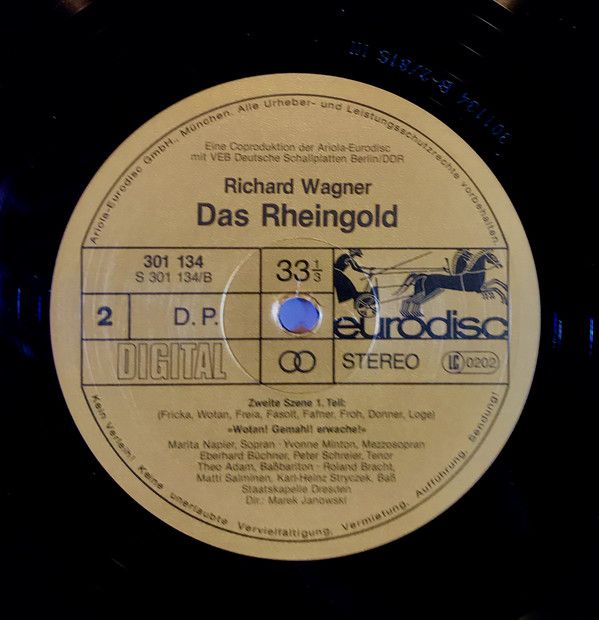 Ariola-Eurodisc GmbH., München. Alle Urheber- und Leistungsschutzrechte vorbehalten.
Eine Coproduktion der Ariola-Eurodisc
mit VEB Deutsche Schallplatten Berlin/DDR
Richard Wagner
Das Rheingold
301 134
S 301 134/B
33 1/3
eurodisc
2
D. P.
DIGITAL
STEREO
LC 0202
Zweite Szene 1. Teil:
(Fricka, Wotan, Freia, Fasolt, Fafner, Froh, Donner, Loge)
»Wotan! Gemahl! erwache!«
Marita Napier, Sopran · Yvonne Minton, Mezzosopran
Eberhard Büchner, Peter Schreier, Tenor
Theo Adam, Baßbariton · Roland Bracht,
Matti Salminen, Karl-Heinz Stryczek, Baß
Staatskapelle Dresden
Dir.: Marek Janowski
Kein Verleih! Keine unerlaubte Vervielfältigung, Vermietung, Aufführung, Sendung!